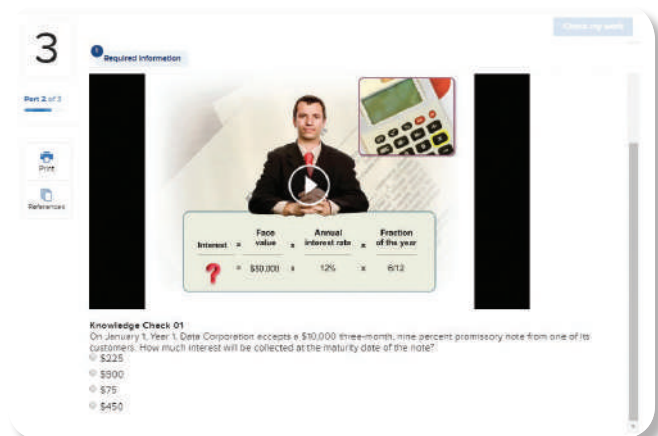 3
Check my work
!
Required information
Part 2 of 3
Print
References
Interest = Face value x Annual interest rate x Fraction of the year
? = $50,000 x 12% x 6/12
Knowledge Check 01
On January 1, Year 1, Data Corporation accepts a $10,000 three-month, nine percent promissory note from one of its
customers. How much interest will be collected at the maturity date of the note?
$225
$900
$75
$450